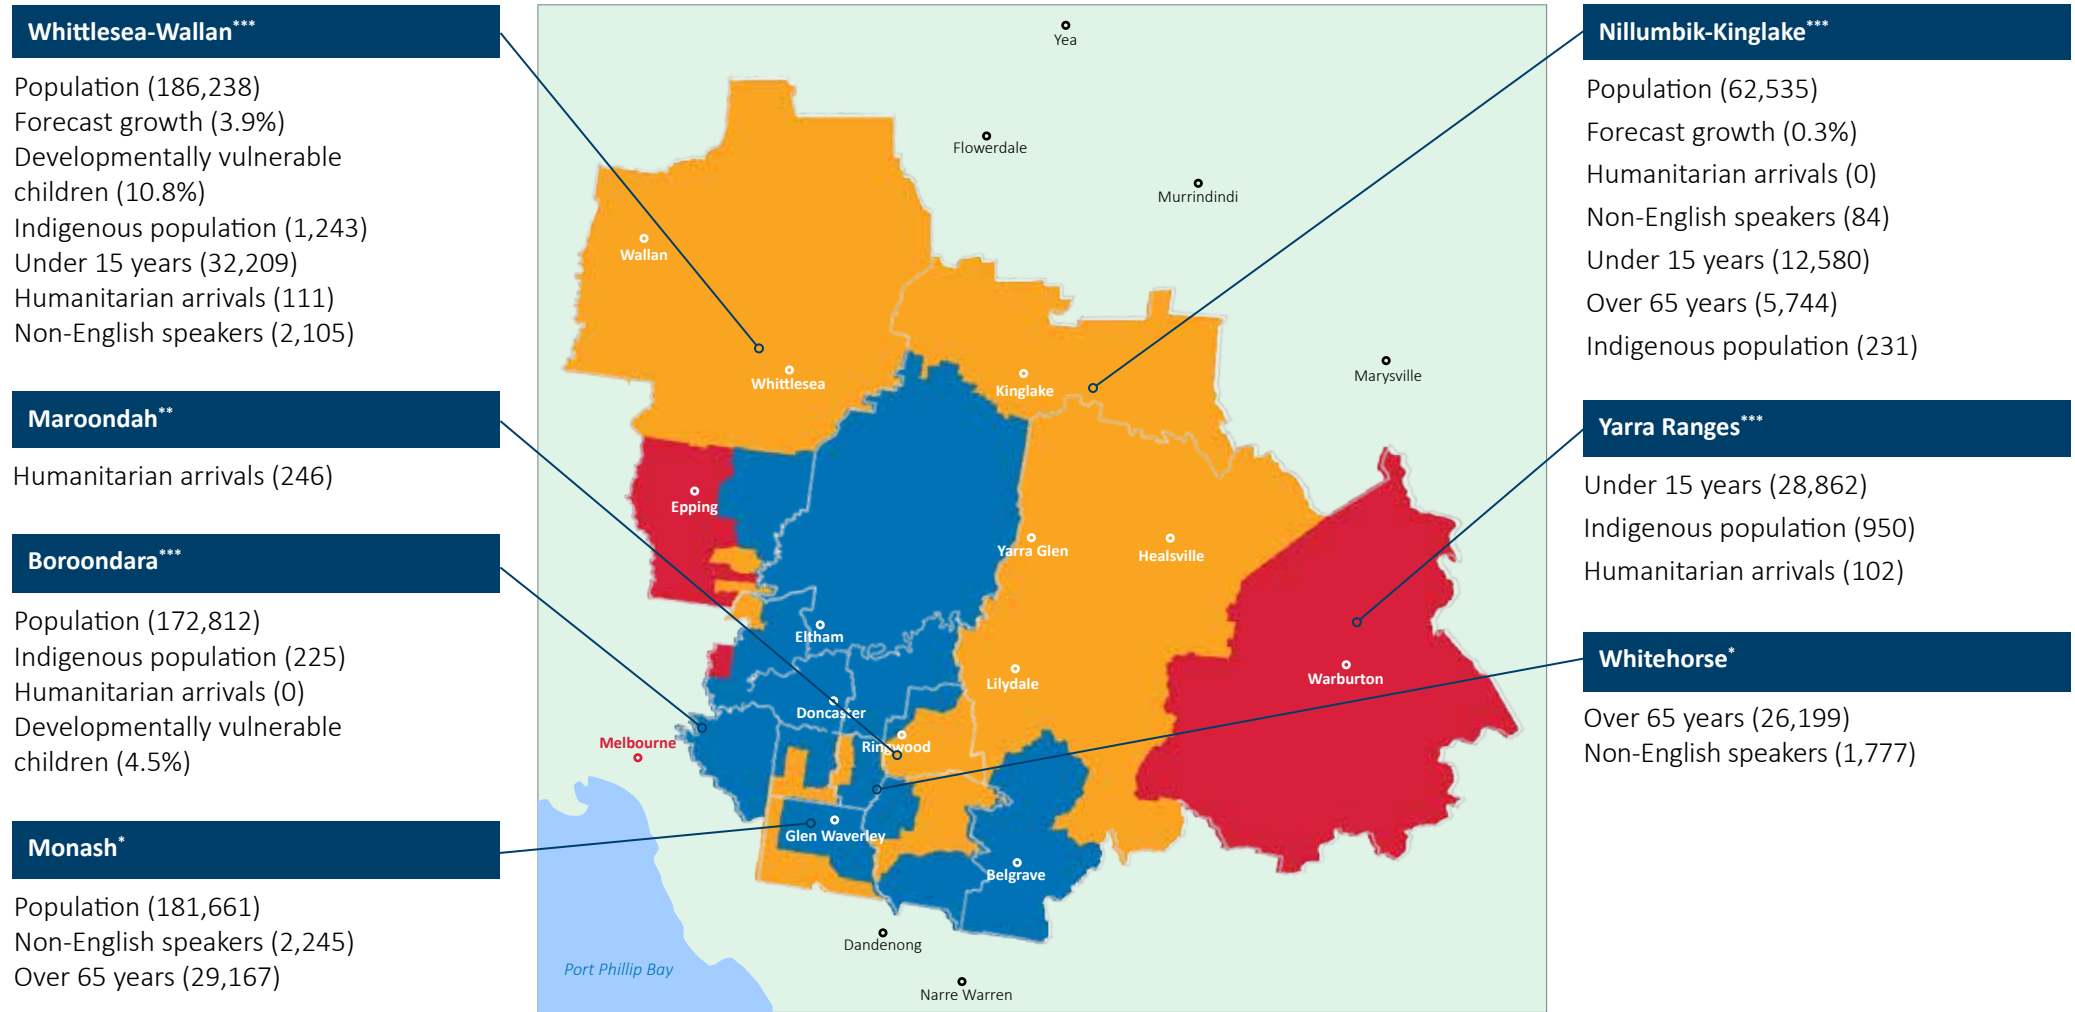 Whittlesea-Wallan***
Population (186,238)
Forecast growth (3.9%)
Developmentally vulnerable
children (10.8%)
Indigenous population (1,243)
Under 15 years (32,209)
Humanitarian arrivals (111)
Non-English speakers (2,105)
Maroondah**
Humanitarian arrivals (246)
Boroondara***
Population (172,812)
Indigenous population (225)
Humanitarian arrivals (0)
Developmentally vulnerable
children (4.5%)
Monash*
Population (181,661)
Non-English speakers (2,245)
Over 65 years (29,167)
Yea
Flowerdale
Murrindindi
Wallan
Marysville
Whittlesea
Kinglake
Epping
Yarra Glen
Healsville
Eltham
Lilydale
Warburton
Doncaster
Melbourne
Ringwood
Glen Waverley
Belgrave
Dandenong
Port Phillip Bay
Narre Warren
Nillumbik-Kinglake***
Population (62,535)
Forecast growth (0.3%)
Humanitarian arrivals (0)
Non-English speakers (84)
Under 15 years (12,580)
Over 65 years (5,744)
Indigenous population (231)
Yarra Ranges***
Under 15 years (28,862)
Indigenous population (950)
Humanitarian arrivals (102)
Whitehorse*
Over 65 years (26,199)
Non-English speakers (1,777)